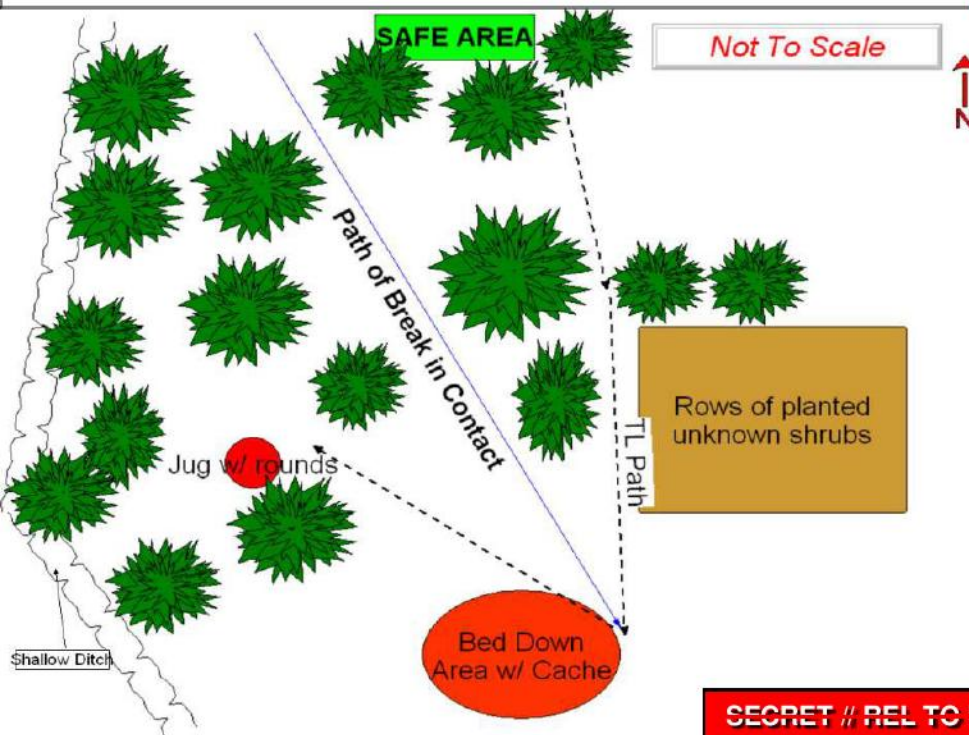 SAFE AREA
Not To Scale
N
Path of Break in Contact
Rows of planted
unknown shrubs
TL Path
Jug w/ rounds
Bed Down
Area w/ Cache
Shallow Ditch
SECRET // REL TO